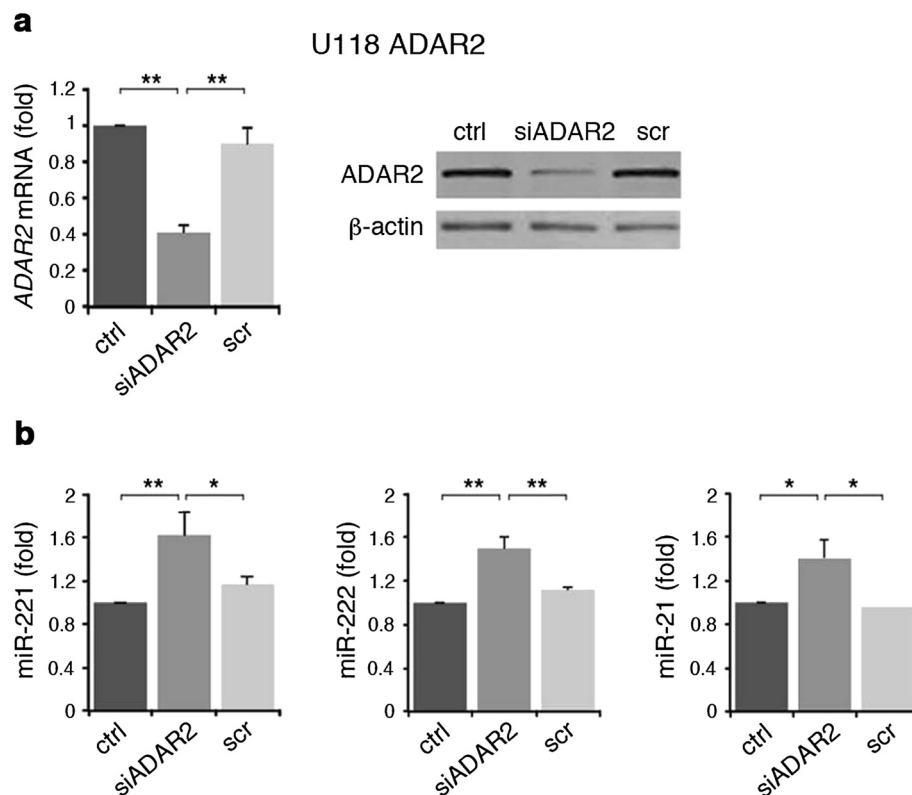 a
U118 ADAR2
** **
ADAR2 mRNA (fold)
1.2
1
0.8
0.6
0.4
0.2
0
ctrl siADAR2 scr
ctrl siADAR2 scr
ADAR2
β-actin
b
** *
miR-221 (fold)
2
1.6
1.2
0.8
0.4
0
ctrl siADAR2 scr
** **
miR-222 (fold)
2
1.6
1.2
0.8
0.4
0
ctrl siADAR2 scr
* *
miR-21 (fold)
2
1.6
1.2
0.8
0.4
0
ctrl siADAR2 scr